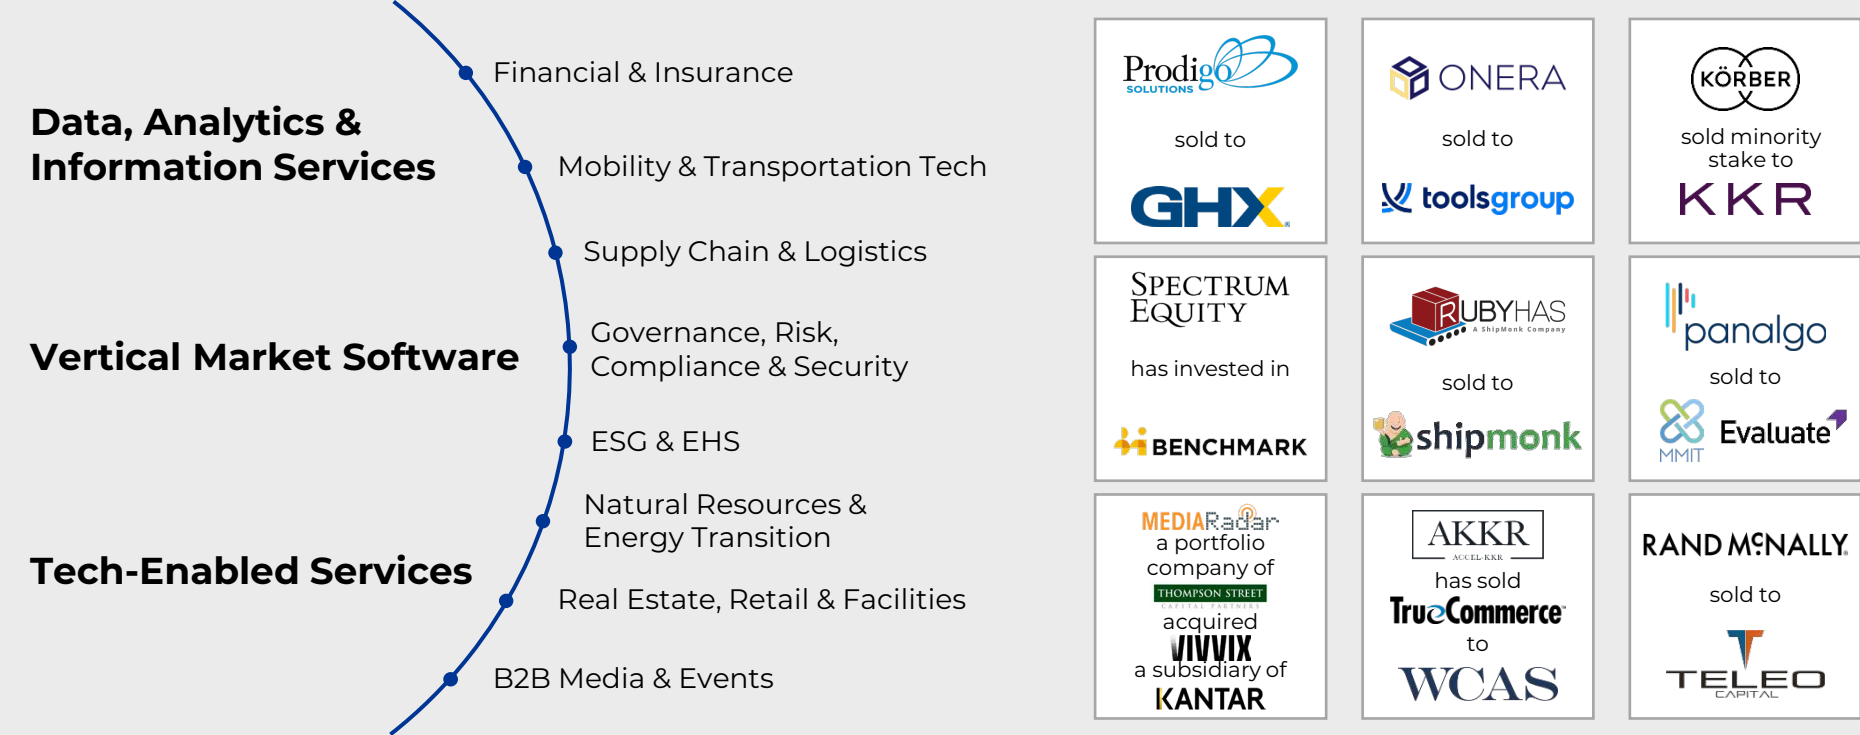 Data, Analytics &
Information Services
Vertical Market Software
Tech-Enabled Services
Financial & Insurance
Mobility & Transportation Tech
Supply Chain & Logistics
Governance, Risk,
Compliance & Security
ESG & EHS
Natural Resources &
Energy Transition
Real Estate, Retail & Facilities
B2B Media & Events
Prodigo
SOLUTIONS
sold to
GHX
ONERA
sold to
toolsgroup
KÖRBER
sold minority
stake to
KKR
SPECTRUM
EQUITY
has invested in
BENCHMARK
RUBYHAS
A ShipMonk Company
sold to
shipmonk
panalgo
sold to
MMIT Evaluate
MEDIARadar
a portfolio
company of
THOMPSON STREET
CAPITAL PARTNERS
acquired
VIVVIX
a subsidiary of
KANTAR
AKKR
ACCEL-KKR
has sold
TrueCommerce
to
WCAS
RAND McNALLY
sold to
TELEO
CAPITAL